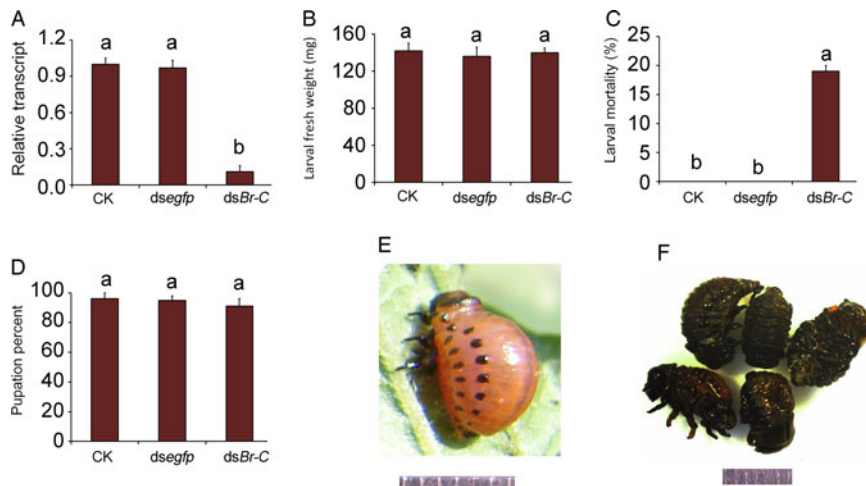 A
Relative transcript
1.2
0.9
0.6
0.3
0.0
a
a
b
CK
dsegfp
dsBr-C
B
Larval fresh weight (mg)
160
120
80
40
0
a
a
a
CK
dsegfp
dsBr-C
C
Larval mortality (%)
25
20
15
10
5
0
b
b
a
CK
dsegfp
dsBr-C
D
Pupation percent
100
80
60
40
20
0
a
a
a
CK
dsegfp
dsBr-C
E
F